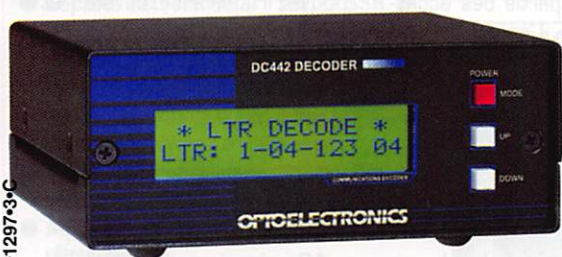 DC442 DECODER
POWER
MODE
* LTR DECODE *
LTR: 1-04-123 04
UP
COMMUNICATIONS DECODER
DOWN
OPTOELECTRONICS
1297•3•C